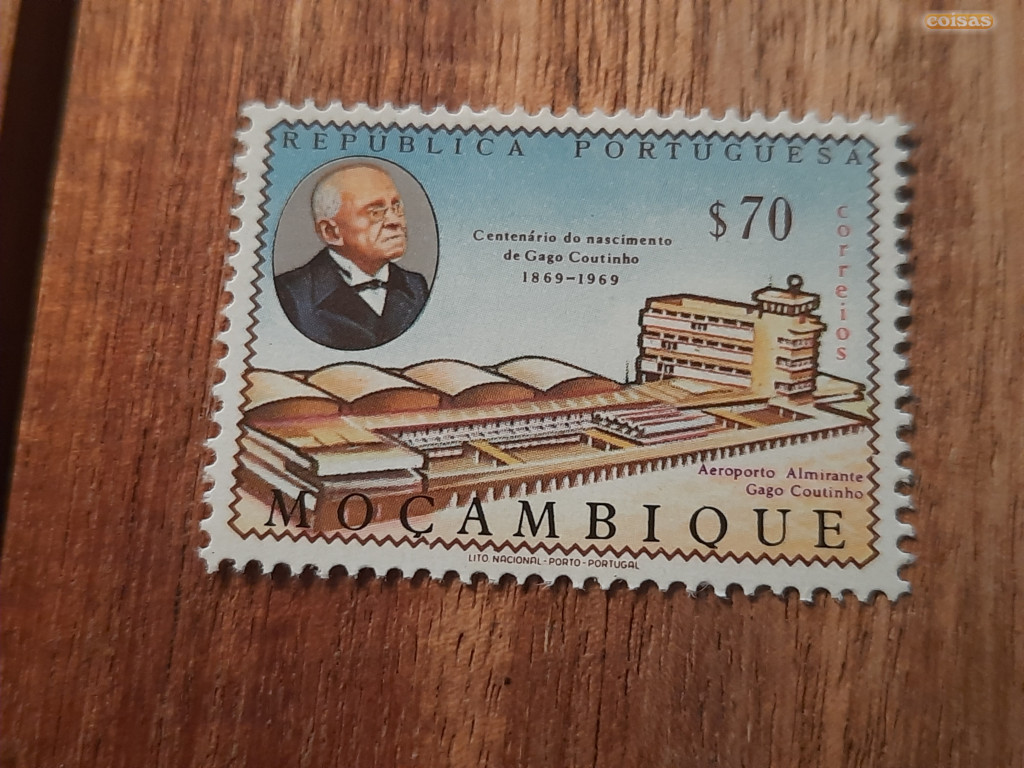 coisas
REPÚBLICA PORTUGUESA
$70
correios
Centenário do nascimento
de Gago Coutinho
1869-1969
Aeroporto Almirante
Gago Coutinho
MOÇAMBIQUE
LITO. NACIONAL-PORTO-PORTUGAL